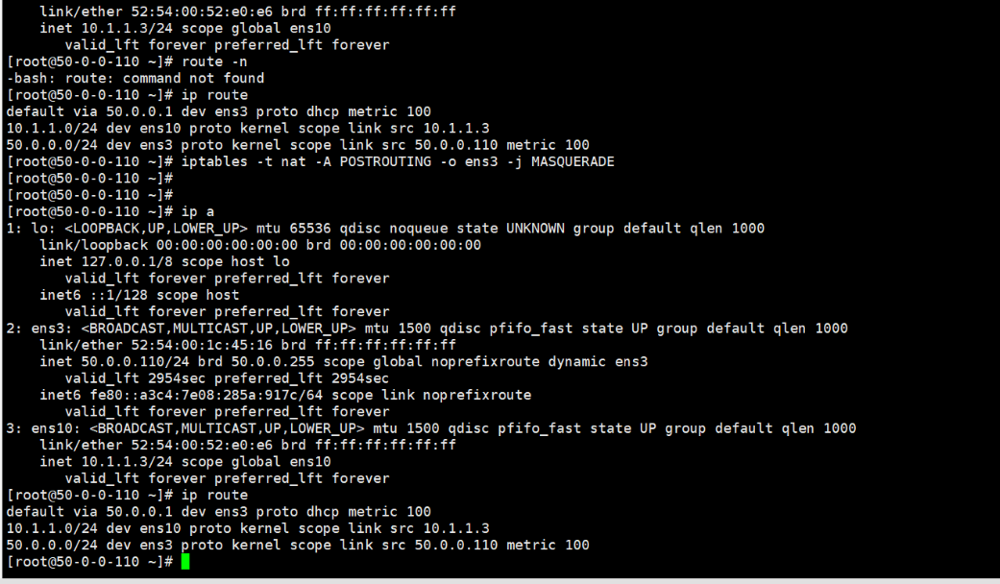 link/ether 52:54:00:52:e0:e6 brd ff:ff:ff:ff:ff:ff
inet 10.1.1.3/24 scope global ens10
valid_lft forever preferred_lft forever
[root@50-0-0-110 ~]# route -n
-bash: route: command not found
[root@50-0-0-110 ~]# ip route
default via 50.0.0.1 dev ens3 proto dhcp metric 100
10.1.1.0/24 dev ens10 proto kernel scope link src 10.1.1.3
50.0.0.0/24 dev ens3 proto kernel scope link src 50.0.0.110 metric 100
[root@50-0-0-110 ~]# iptables -t nat -A POSTROUTING -o ens3 -j MASQUERADE
[root@50-0-0-110 ~]#
[root@50-0-0-110 ~]#
[root@50-0-0-110 ~]# ip a
1: lo: <LOOPBACK,UP,LOWER_UP> mtu 65536 qdisc noqueue state UNKNOWN group default qlen 1000
link/loopback 00:00:00:00:00:00 brd 00:00:00:00:00:00
inet 127.0.0.1/8 scope host lo
valid_lft forever preferred_lft forever
inet6 ::1/128 scope host
valid_lft forever preferred_lft forever
2: ens3: <BROADCAST,MULTICAST,UP,LOWER_UP> mtu 1500 qdisc pfifo_fast state UP group default qlen 1000
link/ether 52:54:00:1c:45:16 brd ff:ff:ff:ff:ff:ff
inet 50.0.0.110/24 brd 50.0.0.255 scope global noprefixroute dynamic ens3
valid_lft 2954sec preferred_lft 2954sec
inet6 fe80::a3c4:7e08:285a:917c/64 scope link noprefixroute
valid_lft forever preferred_lft forever
3: ens10: <BROADCAST,MULTICAST,UP,LOWER_UP> mtu 1500 qdisc pfifo_fast state UP group default qlen 1000
link/ether 52:54:00:52:e0:e6 brd ff:ff:ff:ff:ff:ff
inet 10.1.1.3/24 scope global ens10
valid_lft forever preferred_lft forever
[root@50-0-0-110 ~]# ip route
default via 50.0.0.1 dev ens3 proto dhcp metric 100
10.1.1.0/24 dev ens10 proto kernel scope link src 10.1.1.3
50.0.0.0/24 dev ens3 proto kernel scope link src 50.0.0.110 metric 100
[root@50-0-0-110 ~]#